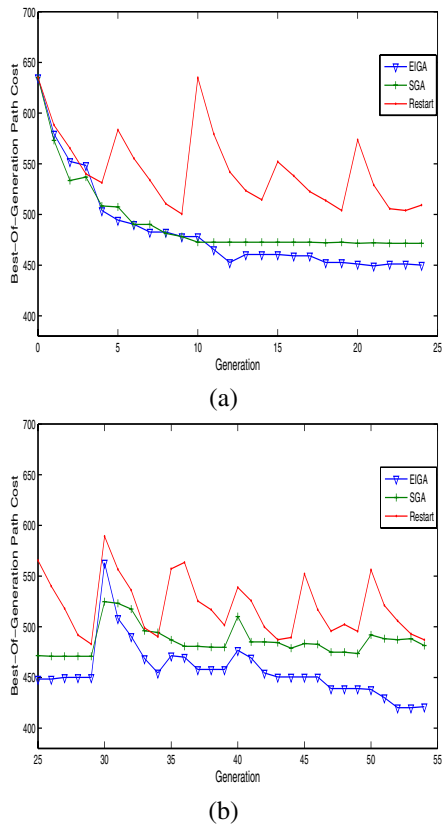 700
650
600
550
500
450
400
Best-Of-Generation Path Cost
EIGA
SGA
Restart
0 5 10 15 20 25
Generation
(a)
700
650
600
550
500
450
400
Best-Of-Generation Path Cost
EIGA
SGA
Restart
25 30 35 40 45 50 55
Generation
(b)